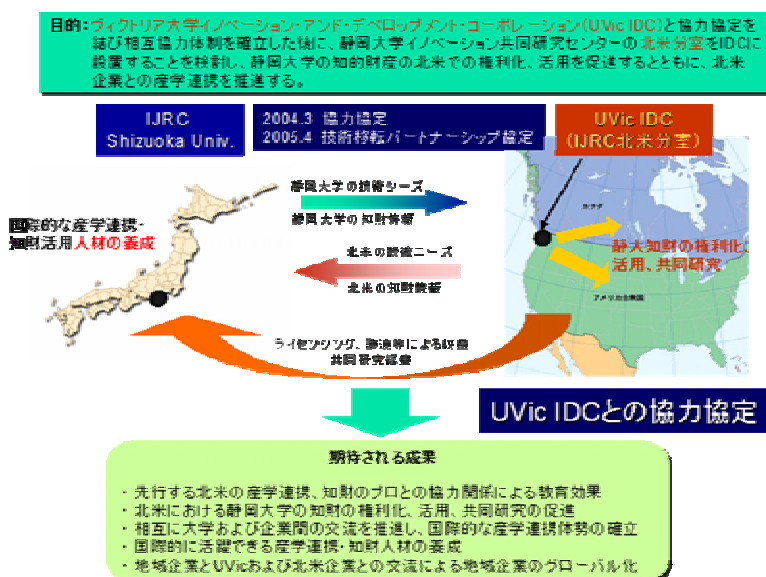 目的:ヴィクトリア大学イノベーション・アンド・デベロップメント・コーポレーション(UVic IDC)と協力協定を
結び相互協力体制を確立した後に、静岡大学イノベーション共同研究センターの北米分室をIDCに
設置することを検討し、静岡大学の知的財産の北米での権利化、活用を促進するとともに、北米
企業との産学連携を推進する。
IJRC
Shizuoka Univ.
2004.3 協力協定
2005.4 技術移転パートナーシップ協定
UVic IDC
(IJRC北米分室)
静岡大学の技術シーズ
静岡大学の知財情報
国際的な産学連携・
知財活用人材の養成
北米の技術ニーズ
北米の知財情報
カナダ
静大知財の権利化、
活用、共同研究
アメリカ合衆国
ライセンシング、譲渡等による収益
共同研究経費
UVic IDCとの協力協定
期待される成果
・ 先行する北米の産学連携、知財のプロとの協力関係による教育効果
・ 北米における静岡大学の知財の権利化、活用、共同研究の促進
・ 相互に大学および企業間の交流を推進し、国際的な産学連携体勢の確立
・ 国際的に活躍できる産学連携・知財人材の養成
・ 地域企業とUVicおよび北米企業との交流による地域企業のグローバル化